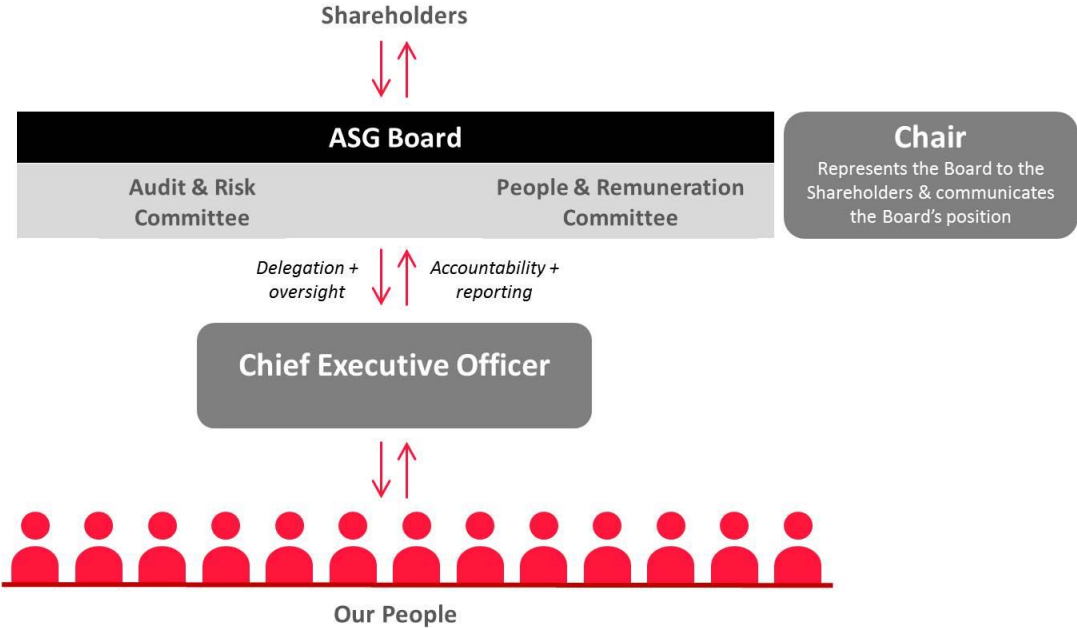 Shareholders
ASG Board
Chair
Represents the Board to the
Shareholders & communicates
the Board's position
Audit & Risk
Committee
People & Remuneration
Committee
Delegation +
oversight
Accountability +
reporting
Chief Executive Officer
Our People